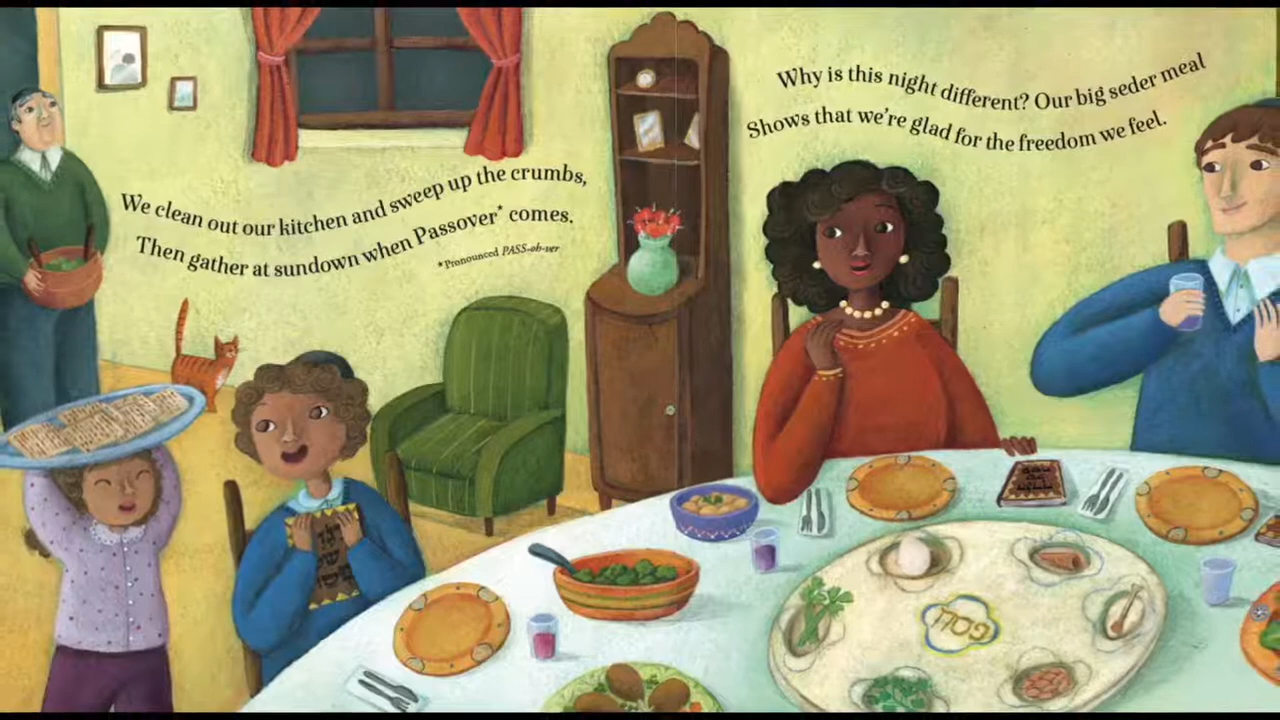 We clean out our kitchen and sweep up the crumbs,
Then gather at sundown when Passover* comes.
*Pronounced PASS-oh-ver
Why is this night different? Our big seder meal
Shows that we're glad for the freedom we feel.